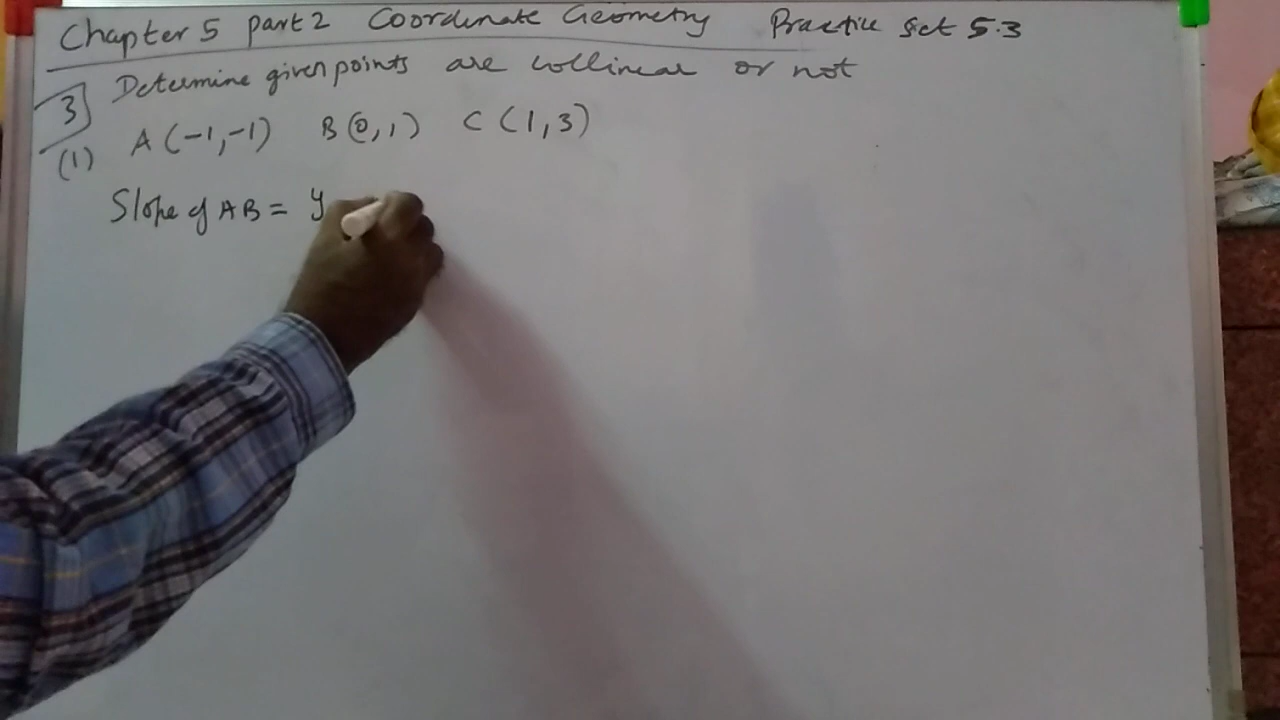 Chapter 5 part 2 Coordinate Geometry Practice Set 5.3
3) Determine given points are collinear or not
(1) A (-1,-1) B (0,1) C (1,3)
Slope of AB = y